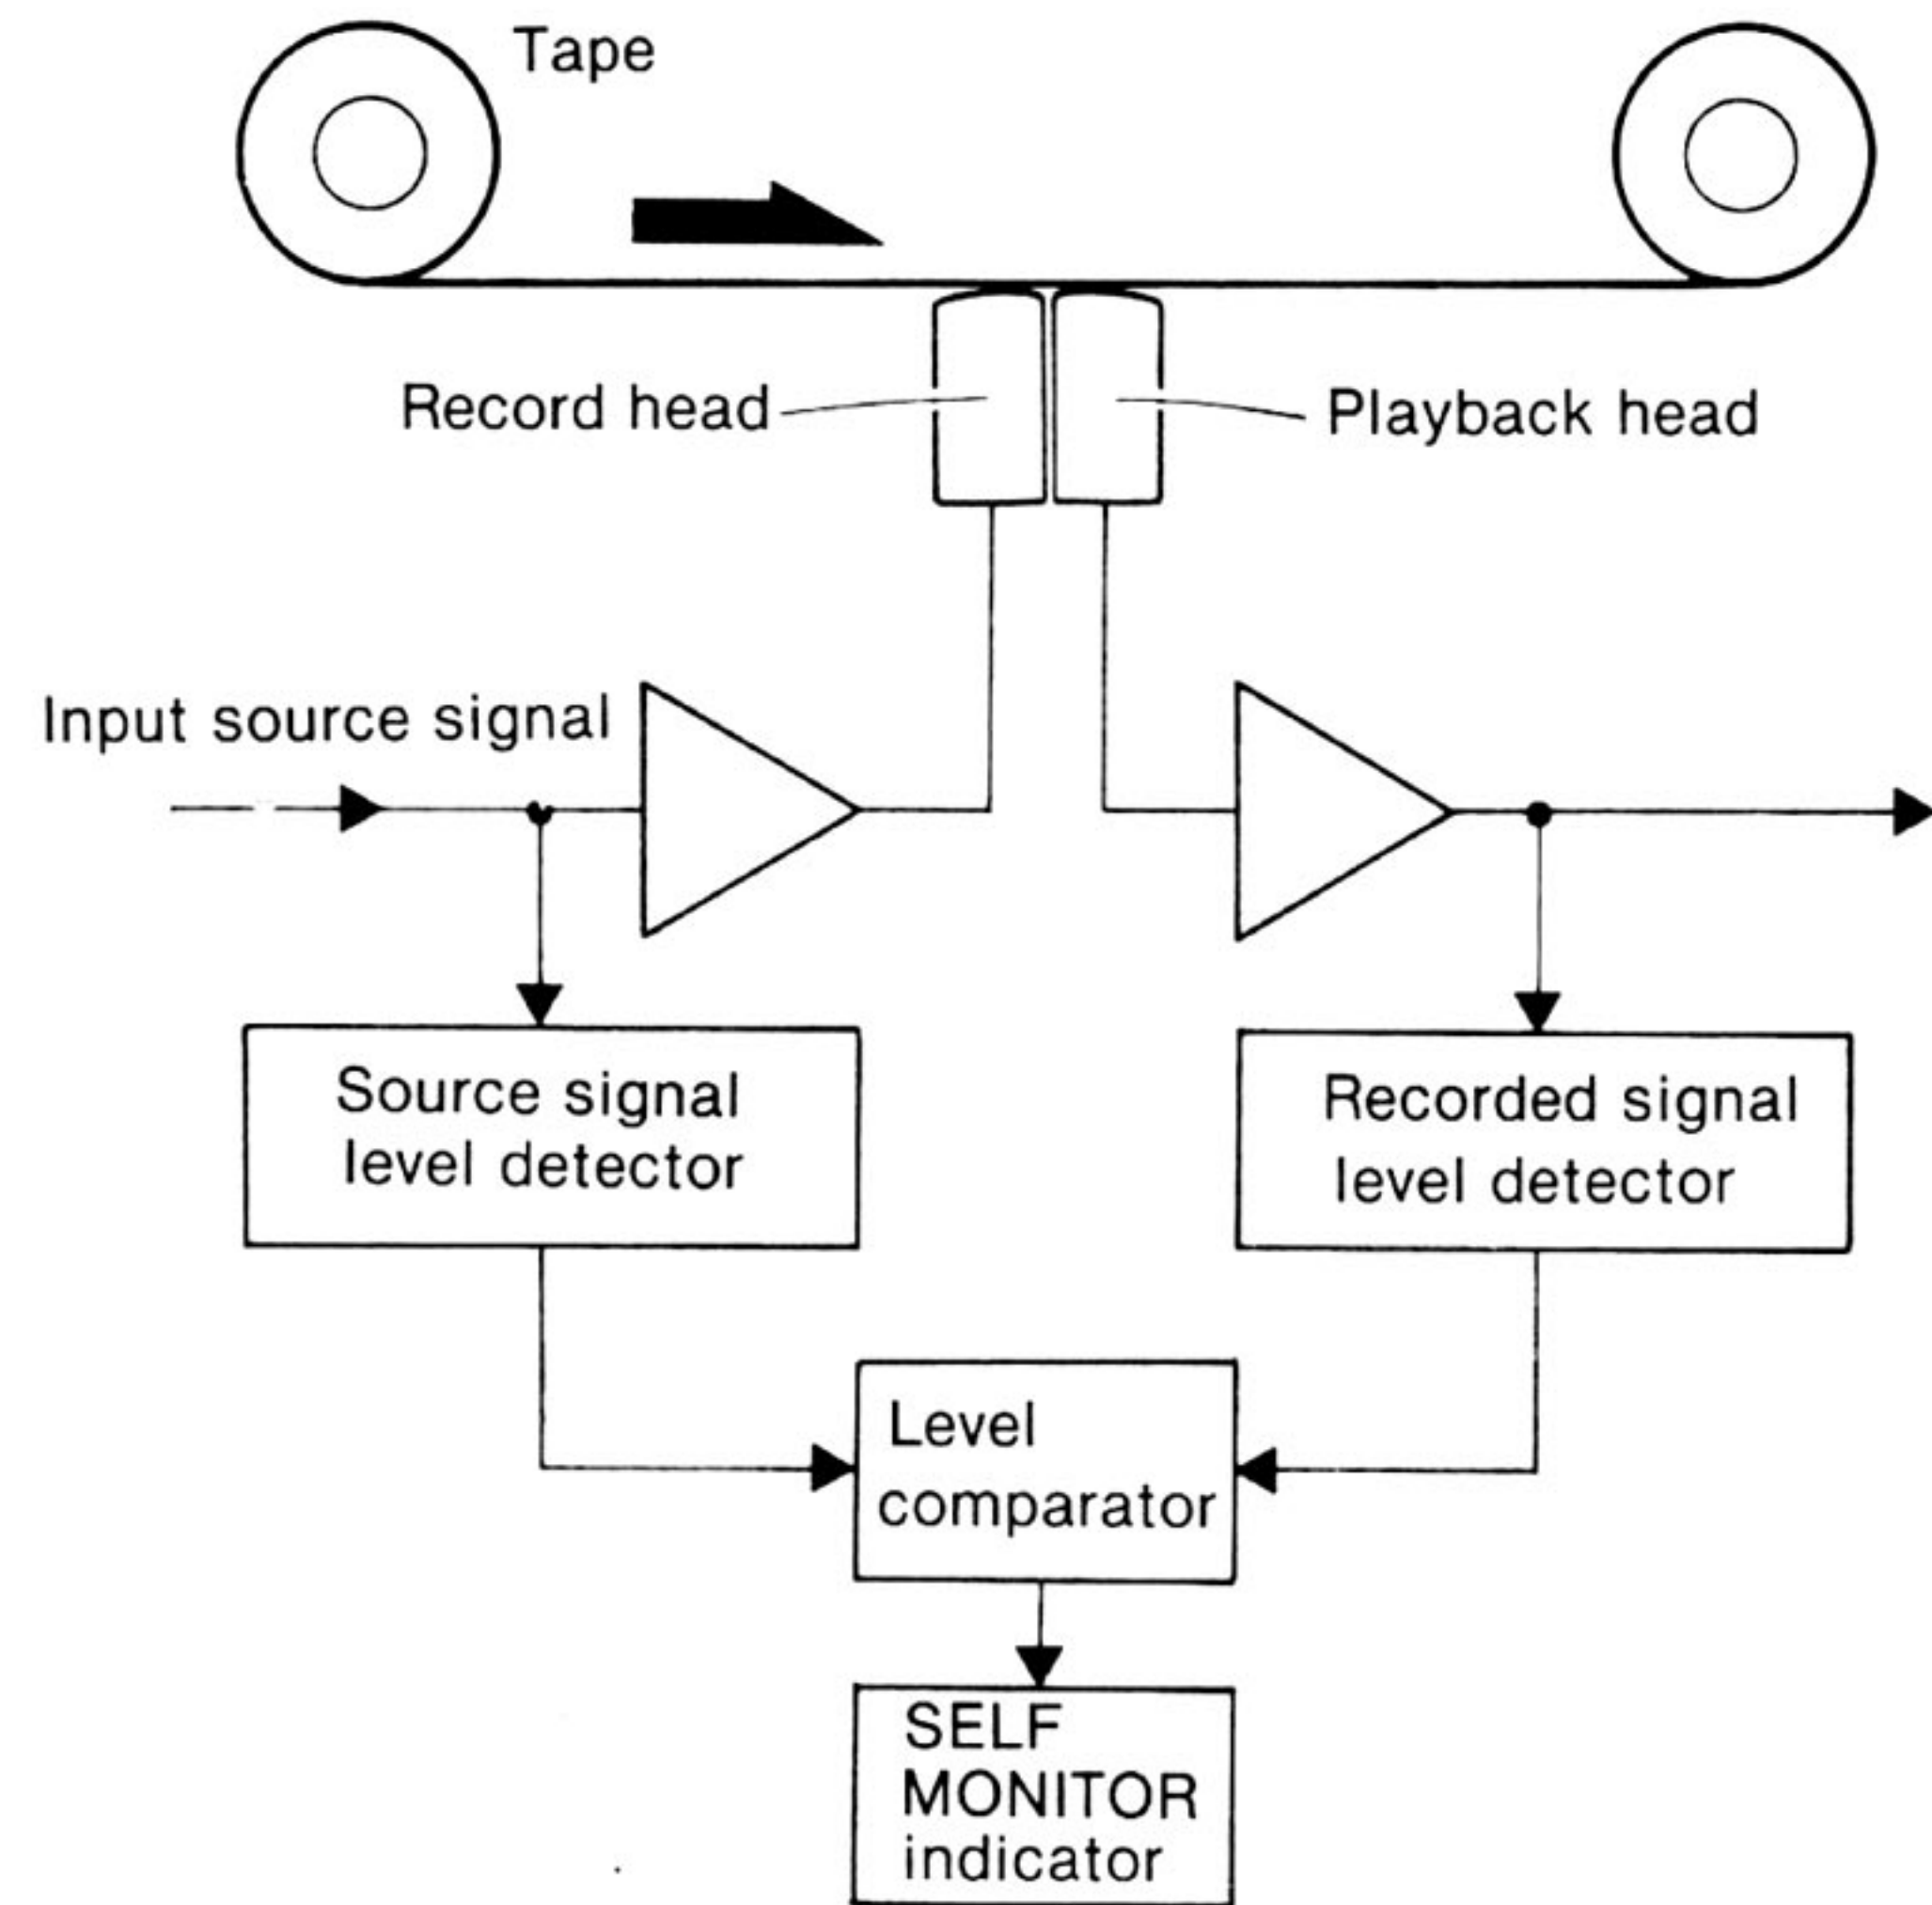 Tape
Record head
Playback head
Input source signal
Source signal
level detector
Recorded signal
level detector
Level
comparator
SELF
MONITOR
indicator